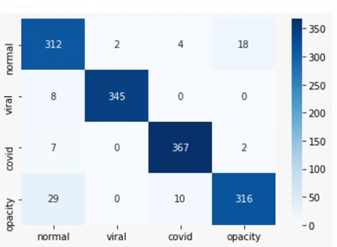 normal 312 2 4 18
viral 8 345 0 0
covid 7 0 367 2
opacity 29 0 10 316
normal viral covid opacity
350
300
250
200
150
100
50
0